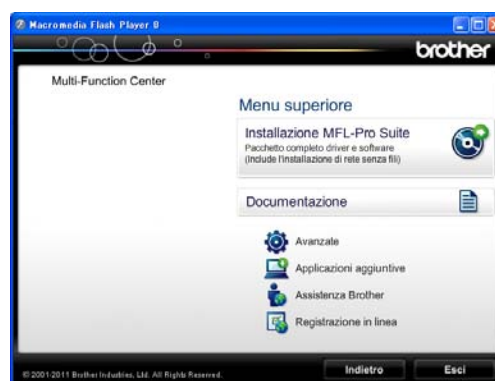 Macromedia Flash Player 8
brother
Multi-Function Center
Menu superiore
Installazione MFL-Pro Suite
Pacchetto completo driver e software
(Include l'installazione di rete senza fili)
Documentazione
Avanzate
Applicazioni aggiuntive
Assistenza Brother
Registrazione in linea
© 2001-2011 Brother Industries, Ltd. All Rights Reserved.
Indietro
Esci